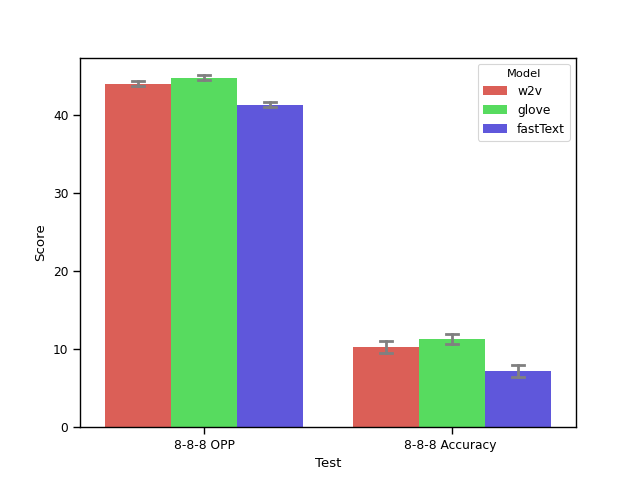 Model
w2v
glove
fastText
Score
40
30
20
10
0
8-8-8 OPP
8-8-8 Accuracy
Test